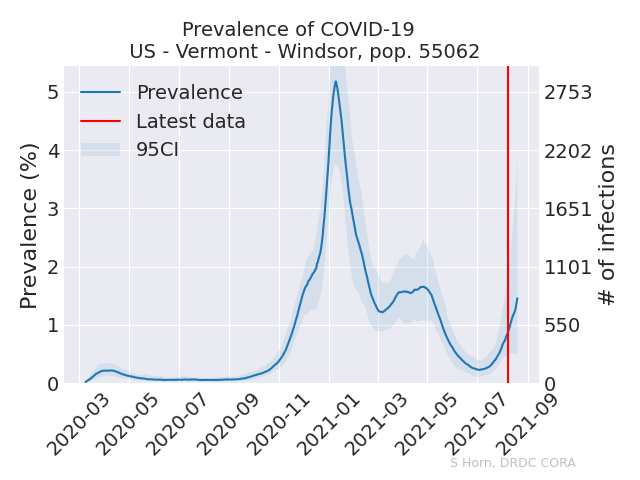 Prevalence of COVID-19
US - Vermont - Windsor, pop. 55062
Prevalence
Latest data
95CI
Prevalence (%)
5
4
3
2
1
0
2753
2202
1651
1101
550
0
# of infections
2020-03
2020-05
2020-07
2020-09
2020-11
2021-01
2021-03
2021-05
2021-07
2021-09
S Horn, DRDC CORA